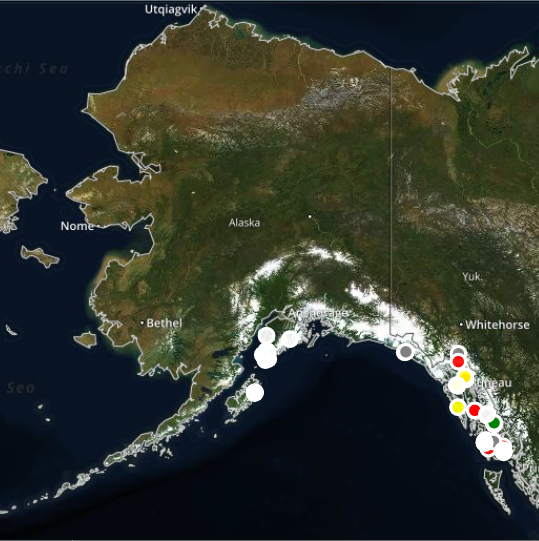 Utqiagvik
chi Sea
Nome
Alaska
Yuk.
Anchorage
Bethel
Whitehorse
Sea
neau